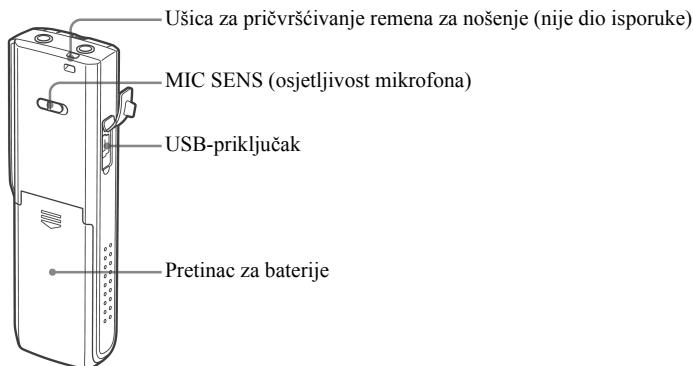 Ušica za pričvršćivanje remena za nošenje (nije dio isporuke)
MIC SENS (osjetljivost mikrofona)
USB-priključak
Pretinac za baterije